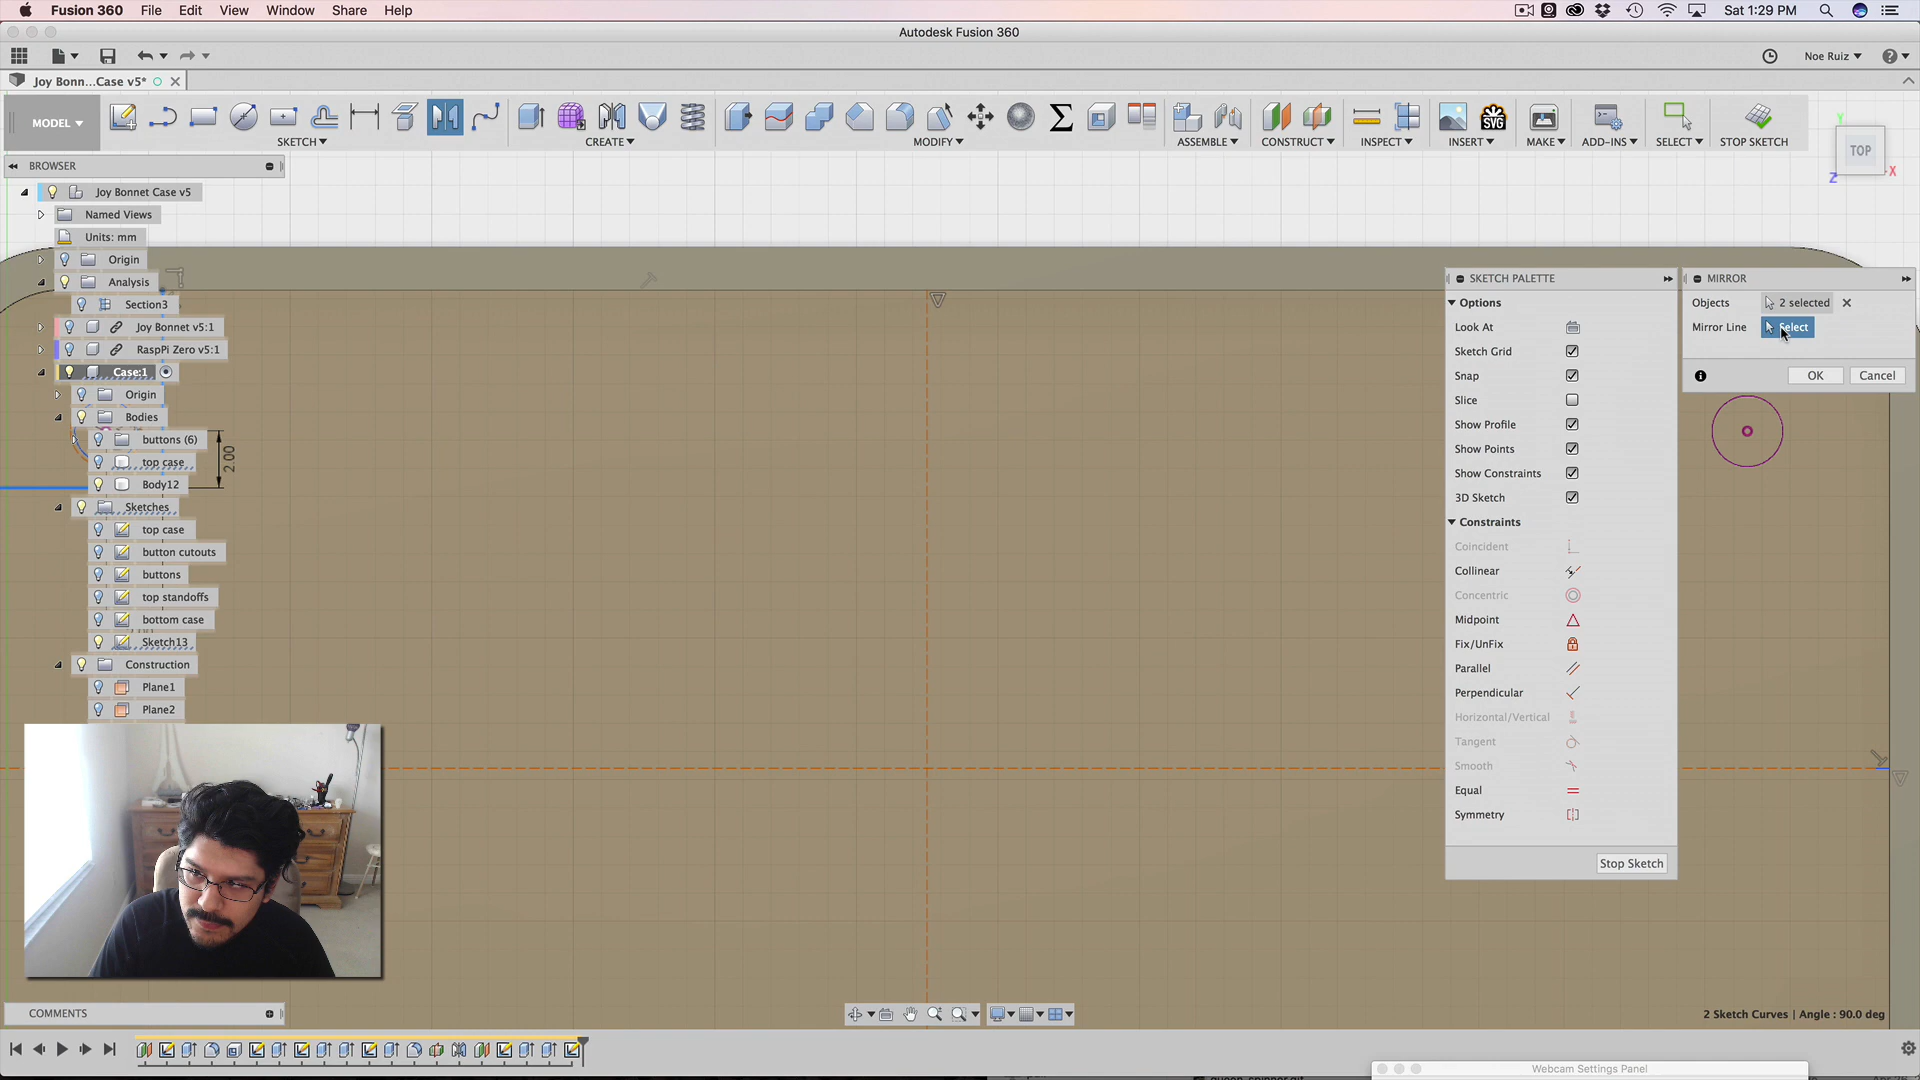 Fusion 360 File Edit View Window Share Help Sat 1:29 PM
Autodesk Fusion 360
Noe Ruiz
Joy Bonn...Case v5*
MODEL
SKETCH CREATE MODIFY ASSEMBLE CONSTRUCT INSPECT INSERT MAKE ADD-INS SELECT STOP SKETCH
SVG
TOP
Y
X
Z
BROWSER
Joy Bonnet Case v5
Named Views
Units: mm
Origin
Analysis
Section3
Joy Bonnet v5:1
RaspPi Zero v5:1
Case:1
Origin
Bodies
buttons (6)
top case
Body12
Sketches
top case
button cutouts
buttons
top standoffs
bottom case
Sketch13
Construction
Plane1
Plane2
2.00
SKETCH PALETTE
Options
Look At
Sketch Grid
Snap
Slice
Show Profile
Show Points
Show Constraints
3D Sketch
Constraints
Coincident
Collinear
Concentric
Midpoint
Fix/UnFix
Parallel
Perpendicular
Horizontal/Vertical
Tangent
Smooth
Equal
Symmetry
Stop Sketch
MIRROR
Objects 2 selected
Mirror Line Select
OK Cancel
COMMENTS
2 Sketch Curves | Angle : 90.0 deg
Webcam Settings Panel